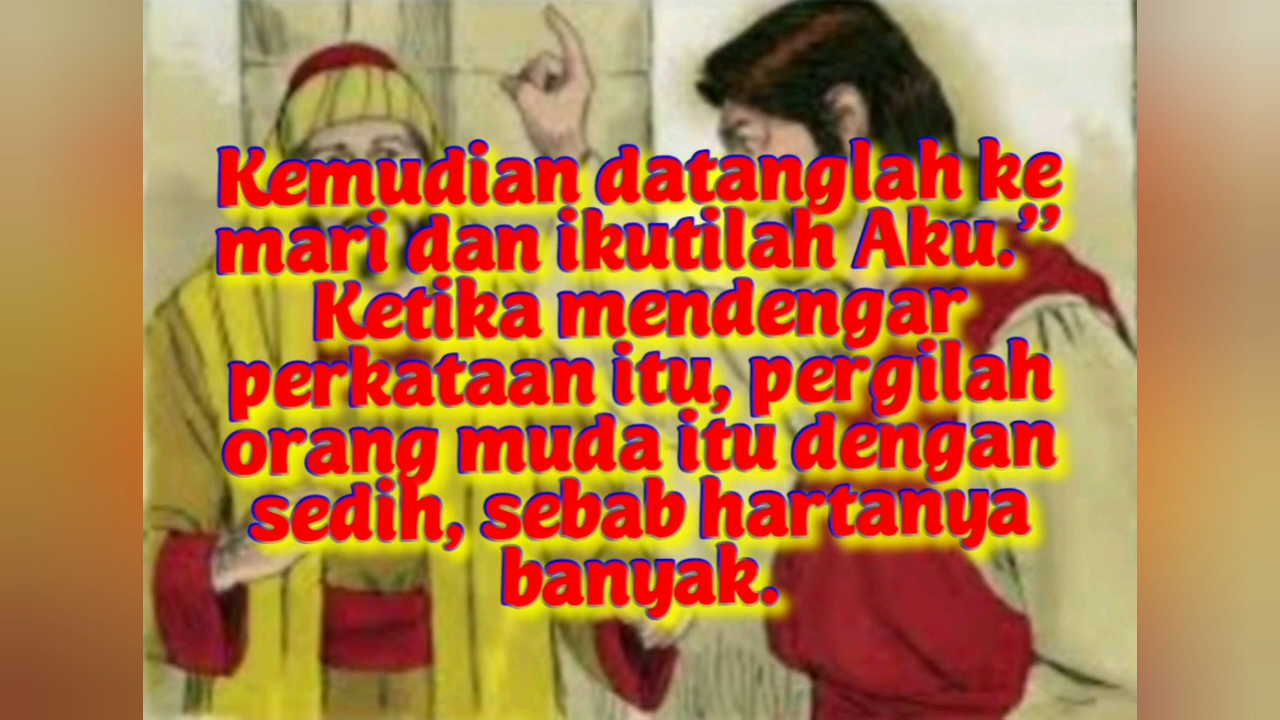 Kemudian datanglah ke
mari dan ikutilah Aku.”
Ketika mendengar
perkataan itu, pergilah
orang muda itu dengan
sedih, sebab hartanya
banyak.